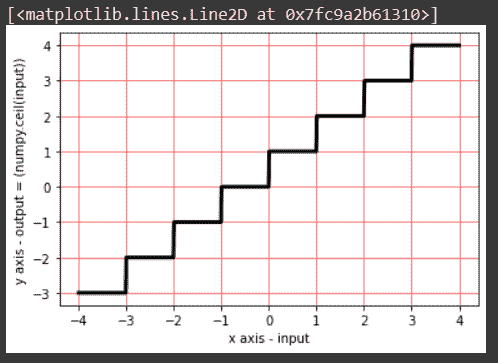 [<matplotlib.lines.Line2D at 0x7fc9a2b61310>]
y axis - output = (numpy.ceil(input))
4
3
2
1
0
−1
−2
−3
−4 −3 −2 −1 0 1 2 3 4
x axis - input